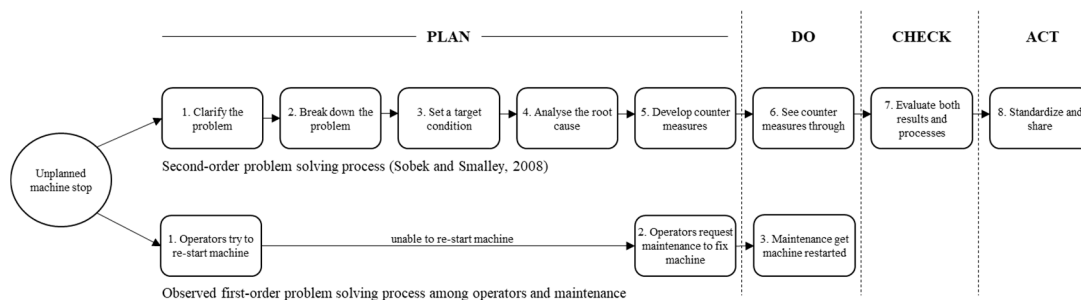 PLAN DO CHECK ACT
1. Clarify the
problem
2. Break down the
problem
3. Set a target
condition
4. Analyse the root
cause
5. Develop counter
measures
6. See counter
measures through
7. Evaluate both
results and
processes
8. Standardize and
share
Second-order problem solving process (Sobek and Smalley, 2008)
Unplanned
machine stop
1. Operators try to
re-start machine
unable to re-start machine
2. Operators request
maintenance to fix
machine
3. Maintenance get
machine restarted
Observed first-order problem solving process among operators and maintenance